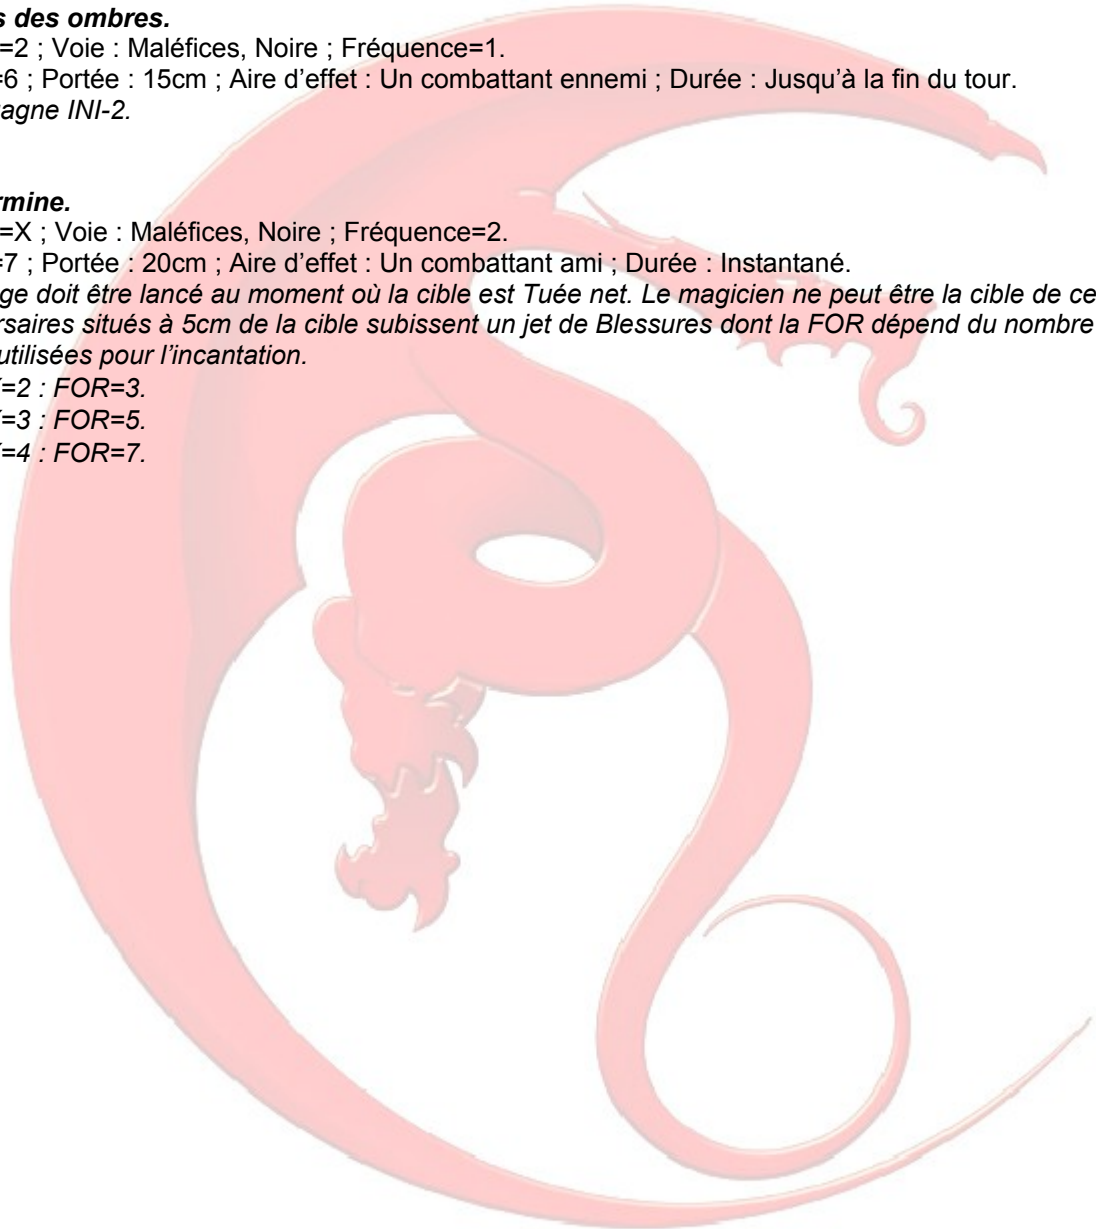 s des ombres.
=2 ; Voie : Maléfices, Noire ; Fréquence=1.
=6 ; Portée : 15cm ; Aire d’effet : Un combattant ennemi ; Durée : Jusqu’à la fin du tour.
agne INI-2.
rmine.
=X ; Voie : Maléfices, Noire ; Fréquence=2.
=7 ; Portée : 20cm ; Aire d’effet : Un combattant ami ; Durée : Instantané.
ge doit être lancé au moment où la cible est Tuée net. Le magicien ne peut être la cible de ce
rsaires situés à 5cm de la cible subissent un jet de Blessures dont la FOR dépend du nombre
utilisées pour l’incantation.
=2 : FOR=3.
=3 : FOR=5.
=4 : FOR=7.